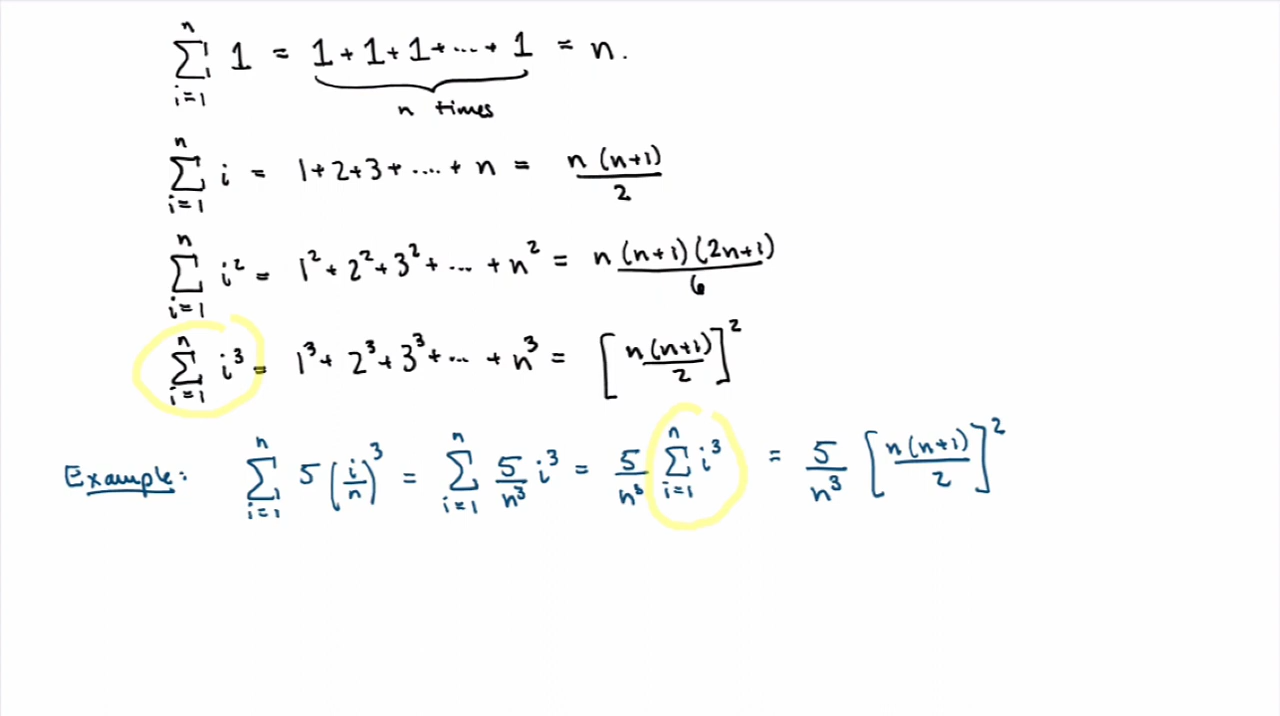 ∑_{i=1}^{n} 1 = 1 + 1 + 1 + ··· + 1 = n.
n times
∑_{i=1}^{n} i = 1+2+3+ ···· + n = n(n+1)/2
∑_{i=1}^{n} i² = 1² + 2² + 3² + ··· + n² = n(n+1)(2n+1)/6
∑_{i=1}^{n} i³ = 1³ + 2³ + 3³ + ··· + n³ = [n(n+1)/2]²
Example: ∑_{i=1}^{n} 5(i/n)³ = ∑_{i=1}^{n} 5/n³ i³ = 5/n³ ∑_{i=1}^{n} i³ = 5/n³ [n(n+1)/2]²